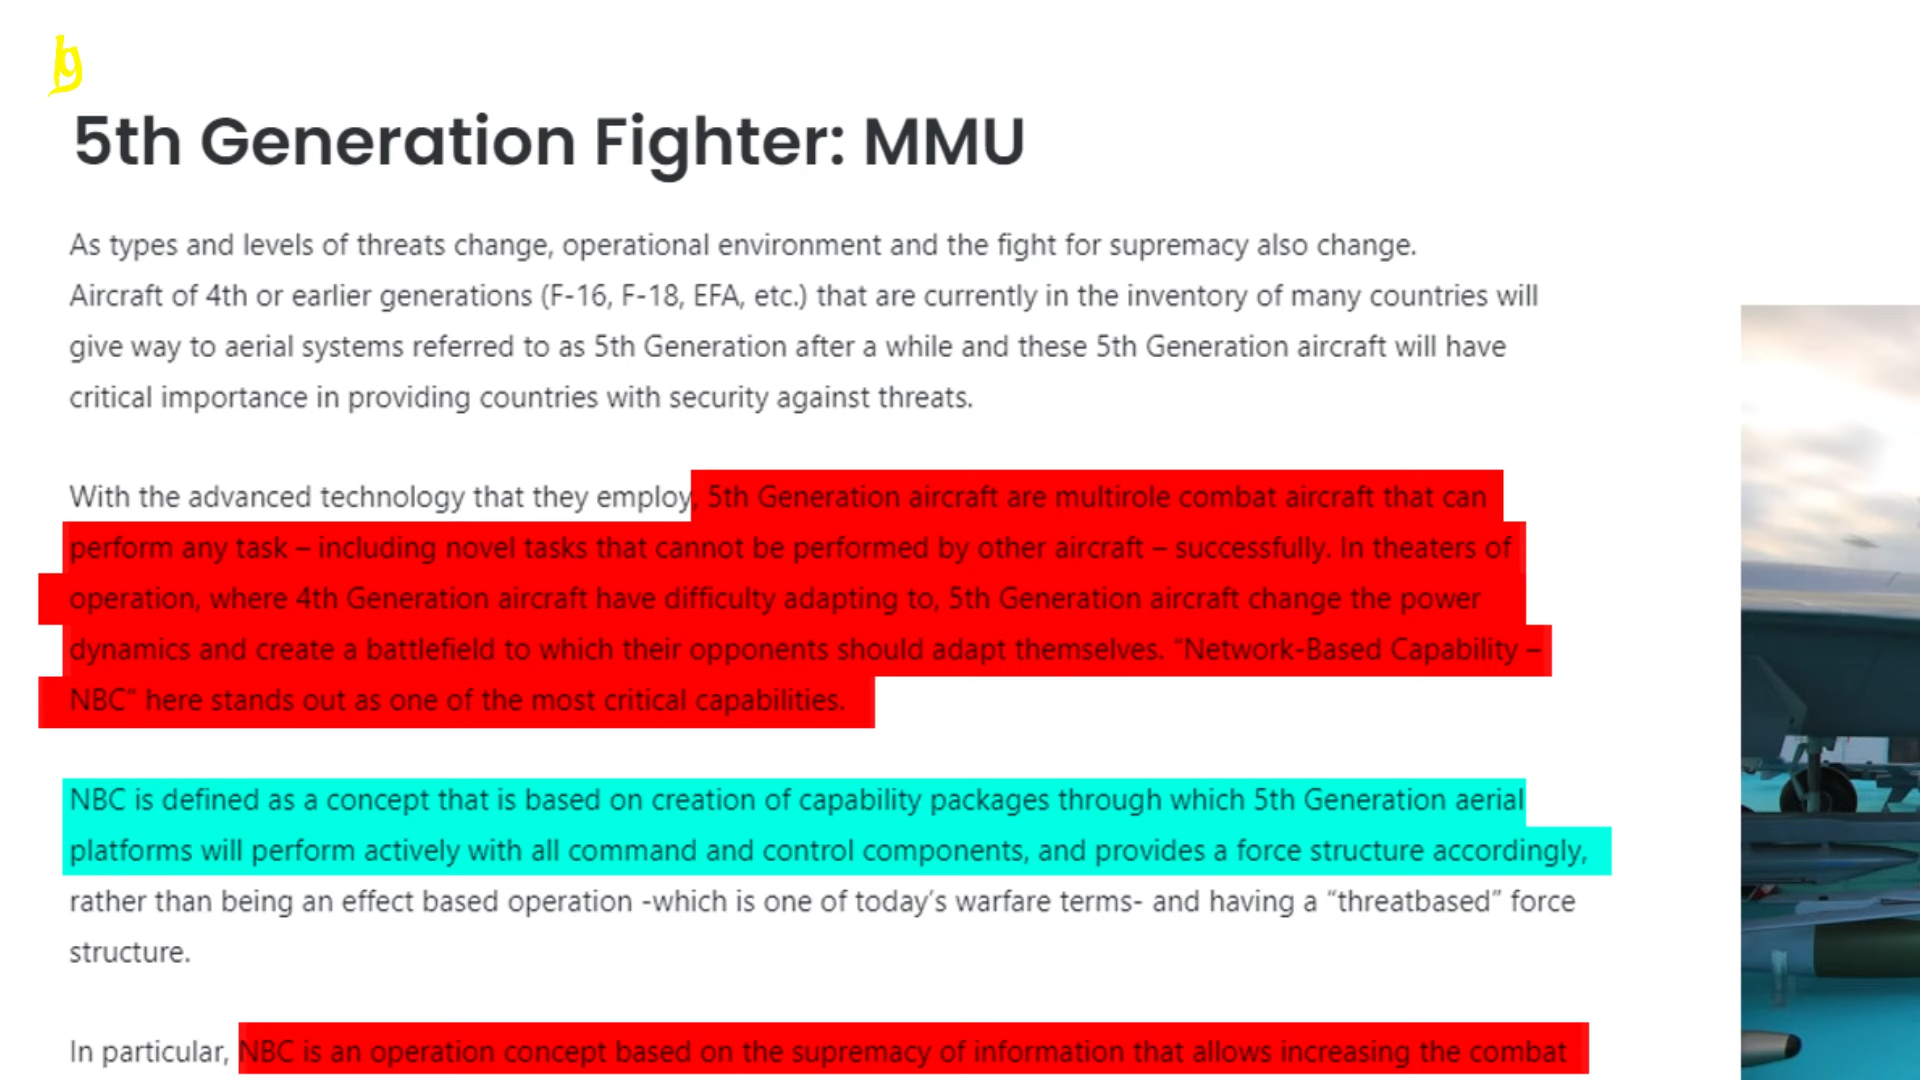 5th Generation Fighter: MMU
As types and levels of threats change, operational environment and the fight for supremacy also change.
Aircraft of 4th or earlier generations (F-16, F-18, EFA, etc.) that are currently in the inventory of many countries will
give way to aerial systems referred to as 5th Generation after a while and these 5th Generation aircraft will have
critical importance in providing countries with security against threats.
With the advanced technology that they employ, 5th Generation aircraft are multirole combat aircraft that can
perform any task – including novel tasks that cannot be performed by other aircraft – successfully. In theaters of
operation, where 4th Generation aircraft have difficulty adapting to, 5th Generation aircraft change the power
dynamics and create a battlefield to which their opponents should adapt themselves. “Network-Based Capability –
NBC“ here stands out as one of the most critical capabilities.
NBC is defined as a concept that is based on creation of capability packages through which 5th Generation aerial
platforms will perform actively with all command and control components, and provides a force structure accordingly,
rather than being an effect based operation -which is one of today’s warfare terms- and having a “threatbased” force
structure.
In particular, NBC is an operation concept based on the supremacy of information that allows increasing the combat